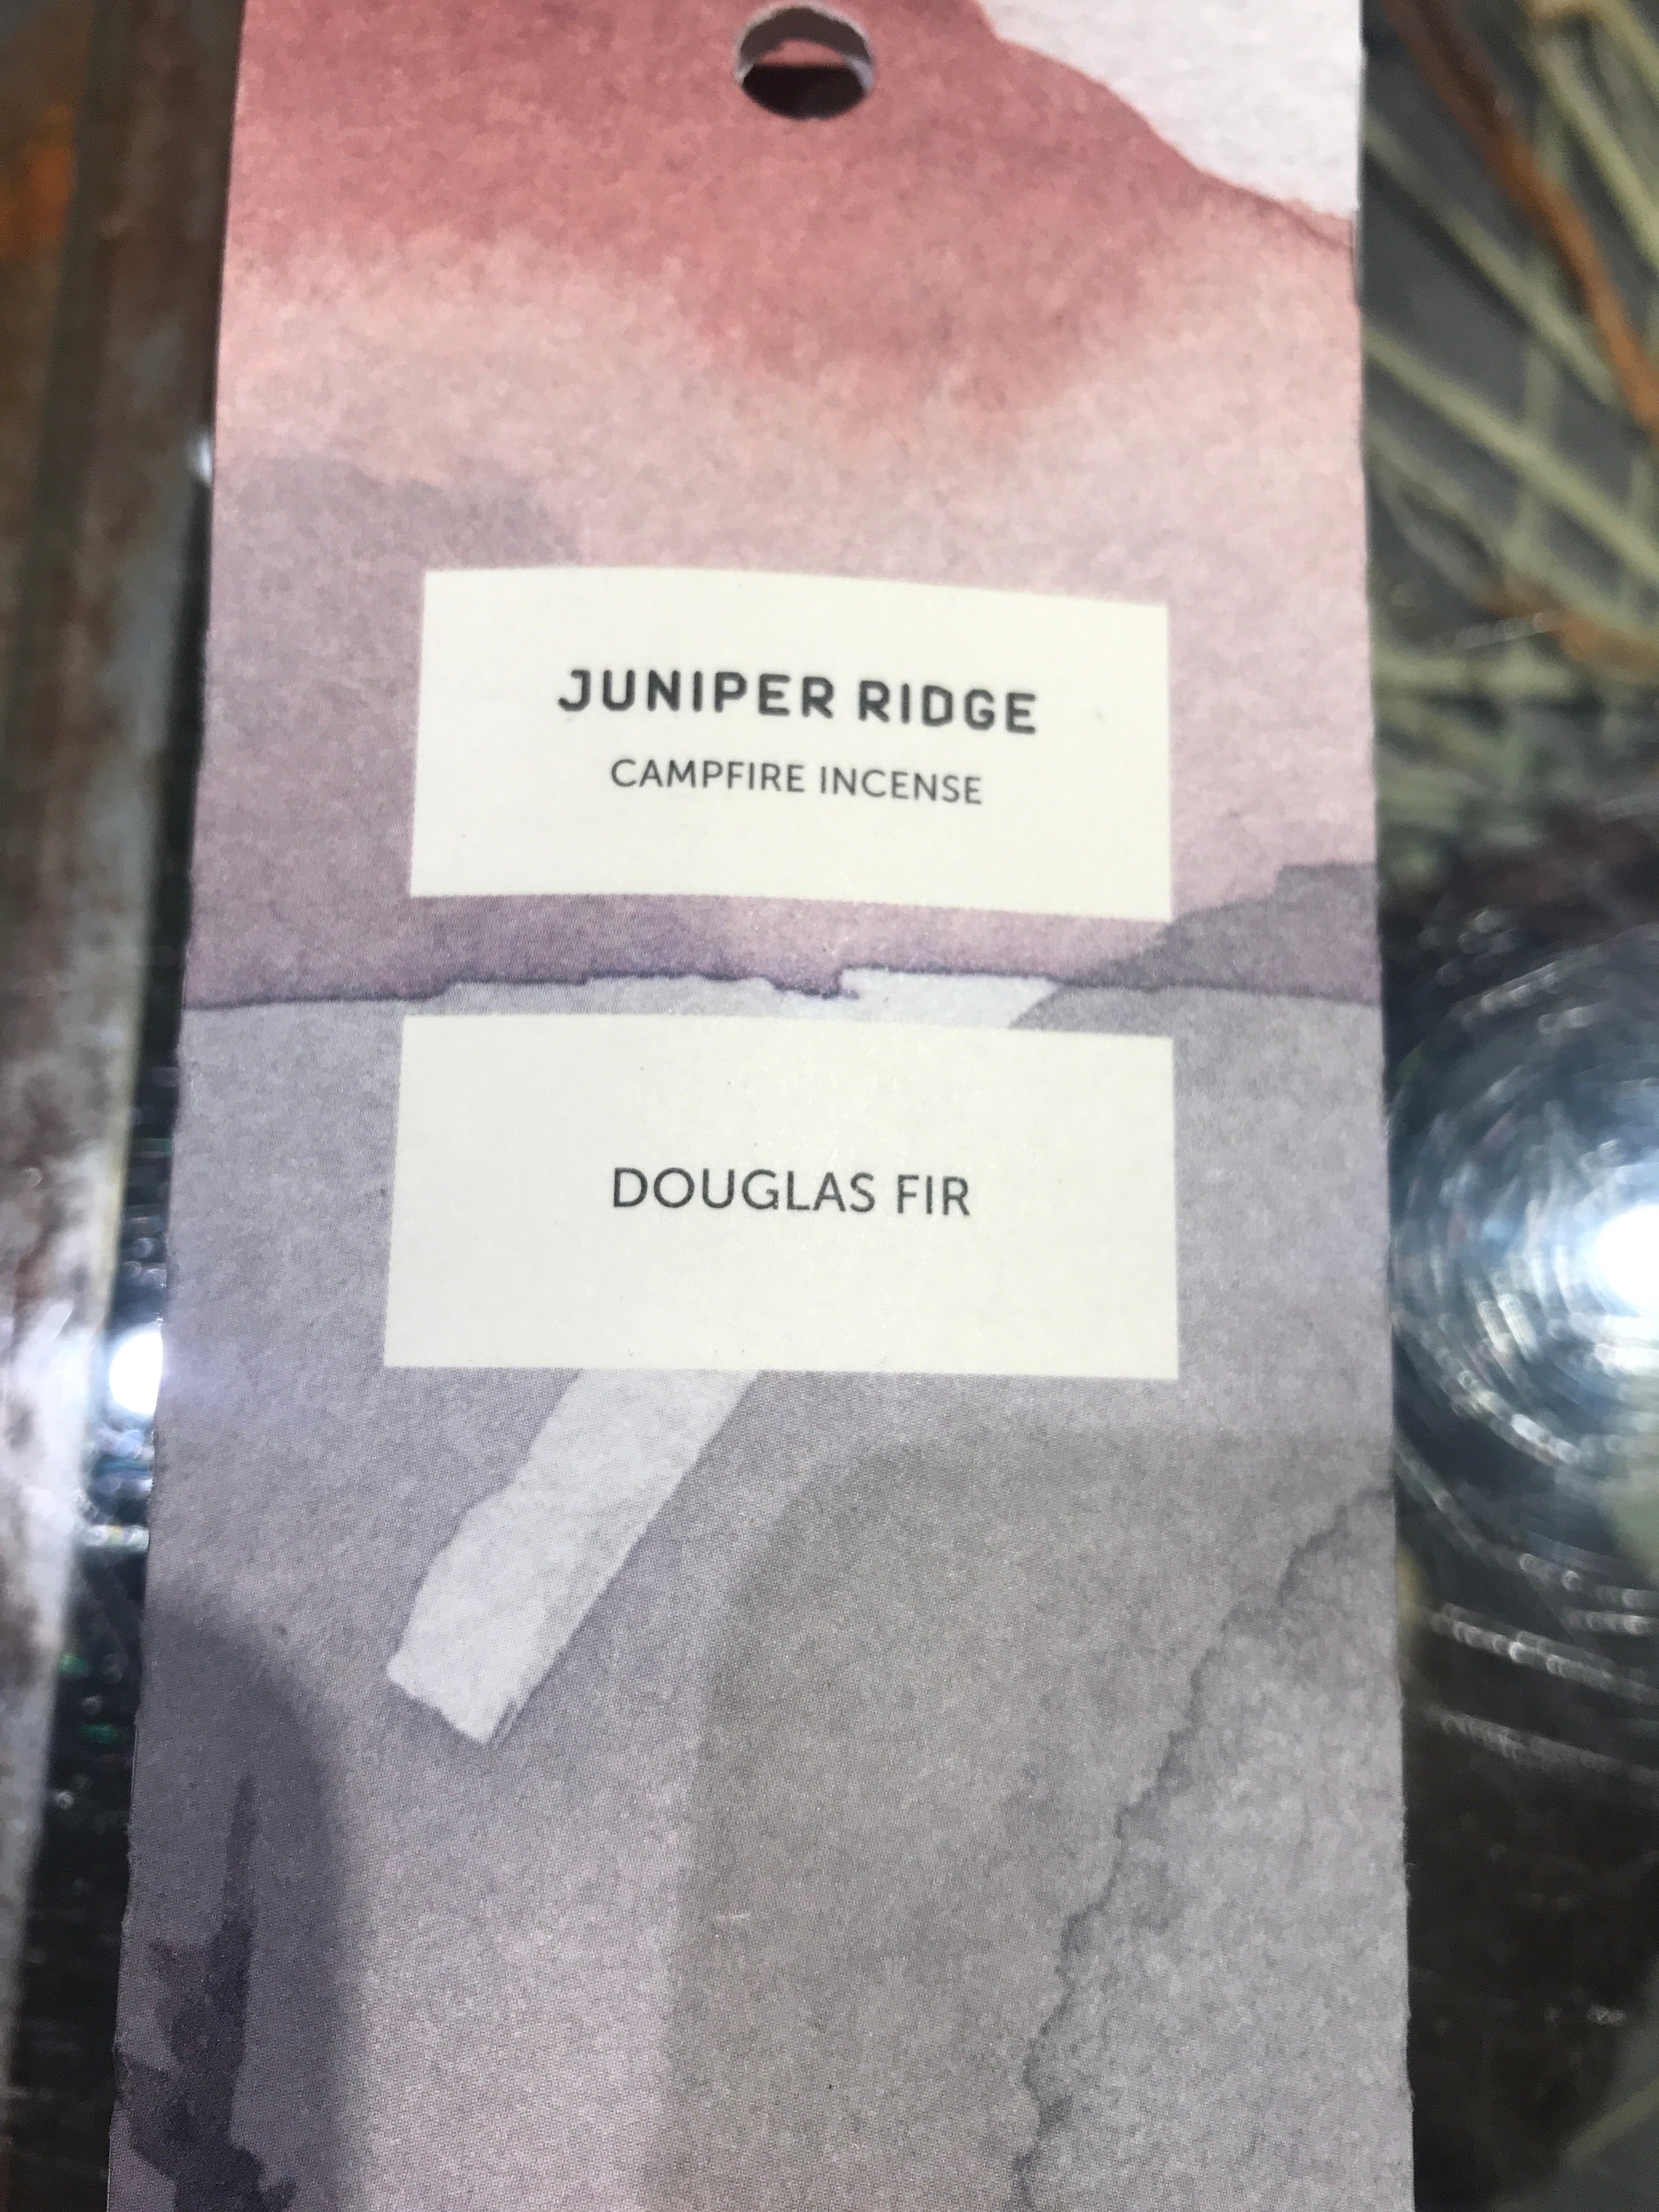 JUNIPER RIDGE
CAMPFIRE INCENSE
DOUGLAS FIR